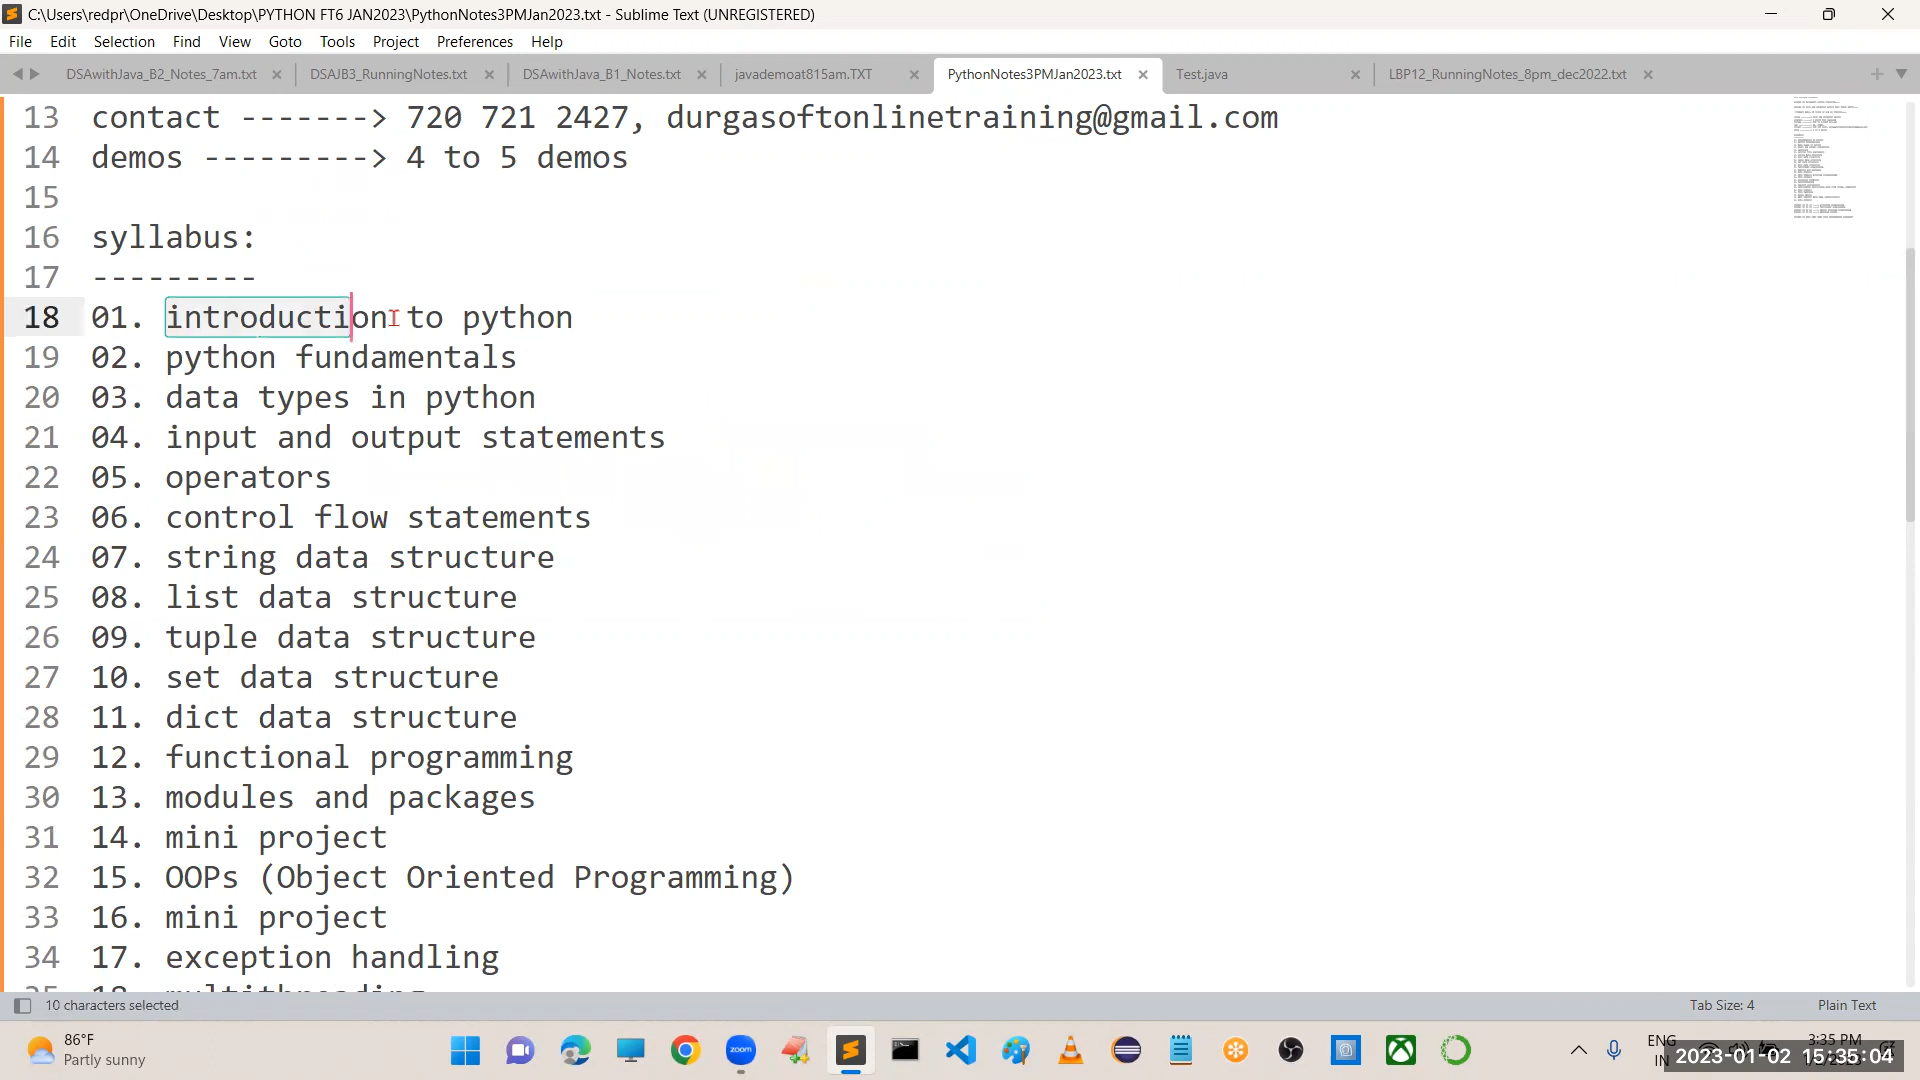 C:\Users\redpr\OneDrive\Desktop\PYTHON FT6 JAN2023\PythonNotes3PMJan2023.txt - Sublime Text (UNREGISTERED)
File Edit Selection Find View Goto Tools Project Preferences Help
DSAwithJava_B2_Notes_7am.txt DSAJB3_RunningNotes.txt DSAwithJava_B1_Notes.txt javademoat815am.TXT PythonNotes3PMJan2023.txt Test.java LBP12_RunningNotes_8pm_dec2022.txt
13 contact -------> 720 721 2427, durgasoftonlinetraining@gmail.com
14 demos ---------> 4 to 5 demos
15
16 syllabus:
17 ---------
18 01. introduction to python
19 02. python fundamentals
20 03. data types in python
21 04. input and output statements
22 05. operators
23 06. control flow statements
24 07. string data structure
25 08. list data structure
26 09. tuple data structure
27 10. set data structure
28 11. dict data structure
29 12. functional programming
30 13. modules and packages
31 14. mini project
32 15. OOPs (Object Oriented Programming)
33 16. mini project
34 17. exception handling
35 18. multithreading
10 characters selected Tab Size: 4 Plain Text
86°F
Partly sunny
zoom
ENG
IN
3:35 PM
2023-01-02 15:35:04